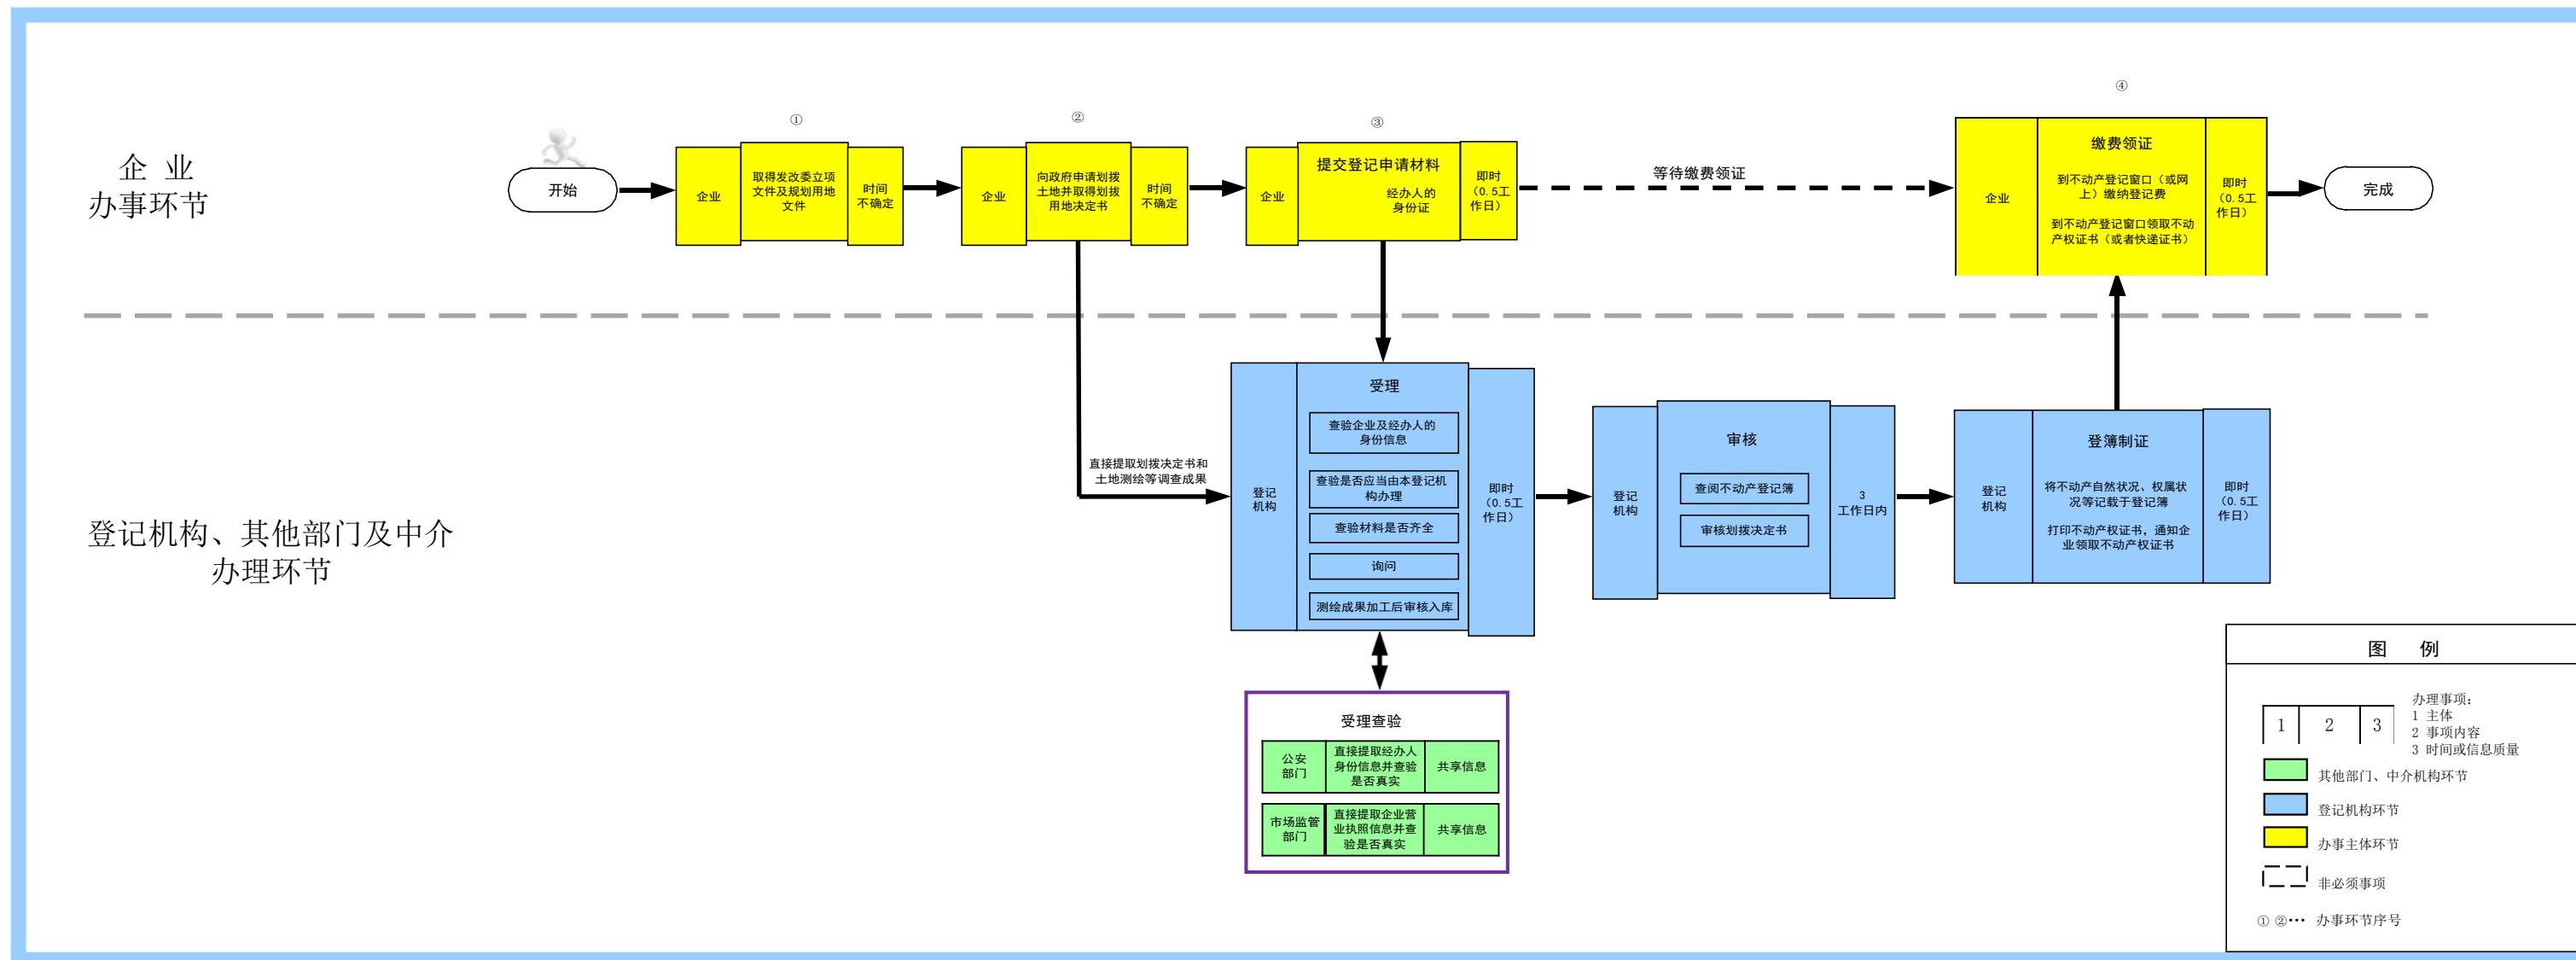 企 业
办事环节
开始
①
企业
取得发改委立项
文件及规划用地
文件
时间
不确定
②
企业
向政府申请划拨
土地并取得划拨
用地决定书
时间
不确定
③
企业
提交登记申请材料
经办人的
身份证
即时
（0.5工
作日）
等待缴费领证
④
企业
缴费领证
到不动产登记窗口（或网
上）缴纳登记费
到不动产登记窗口领取不动
产权证书（或者快递证书）
即时
（0.5工
作日）
完成
登记机构、其他部门及中介
办理环节
直接提取划拨决定书和
土地测绘等调查成果
登记
机构
受理
查验企业及经办人的
身份信息
查验是否应当由本登记机
构办理
查验材料是否齐全
询问
测绘成果加工后审核入库
即时
（0.5工
作日）
登记
机构
审核
查阅不动产登记簿
审核划拨决定书
3
工作日内
登记
机构
登簿制证
将不动产自然状况、权属状
况等记载于登记簿
打印不动产权证书，通知企
业领取不动产权证书
即时
（0.5工
作日）
受理查验
公安
部门
直接提取经办人
身份信息并查验
是否真实
共享信息
市场监管
部门
直接提取企业营
业执照信息并查
验是否真实
共享信息
图 例
1 2 3
办理事项：
1 主体
2 事项内容
3 时间或信息质量
其他部门、中介机构环节
登记机构环节
办事主体环节
非必须事项
① ②… 办事环节序号